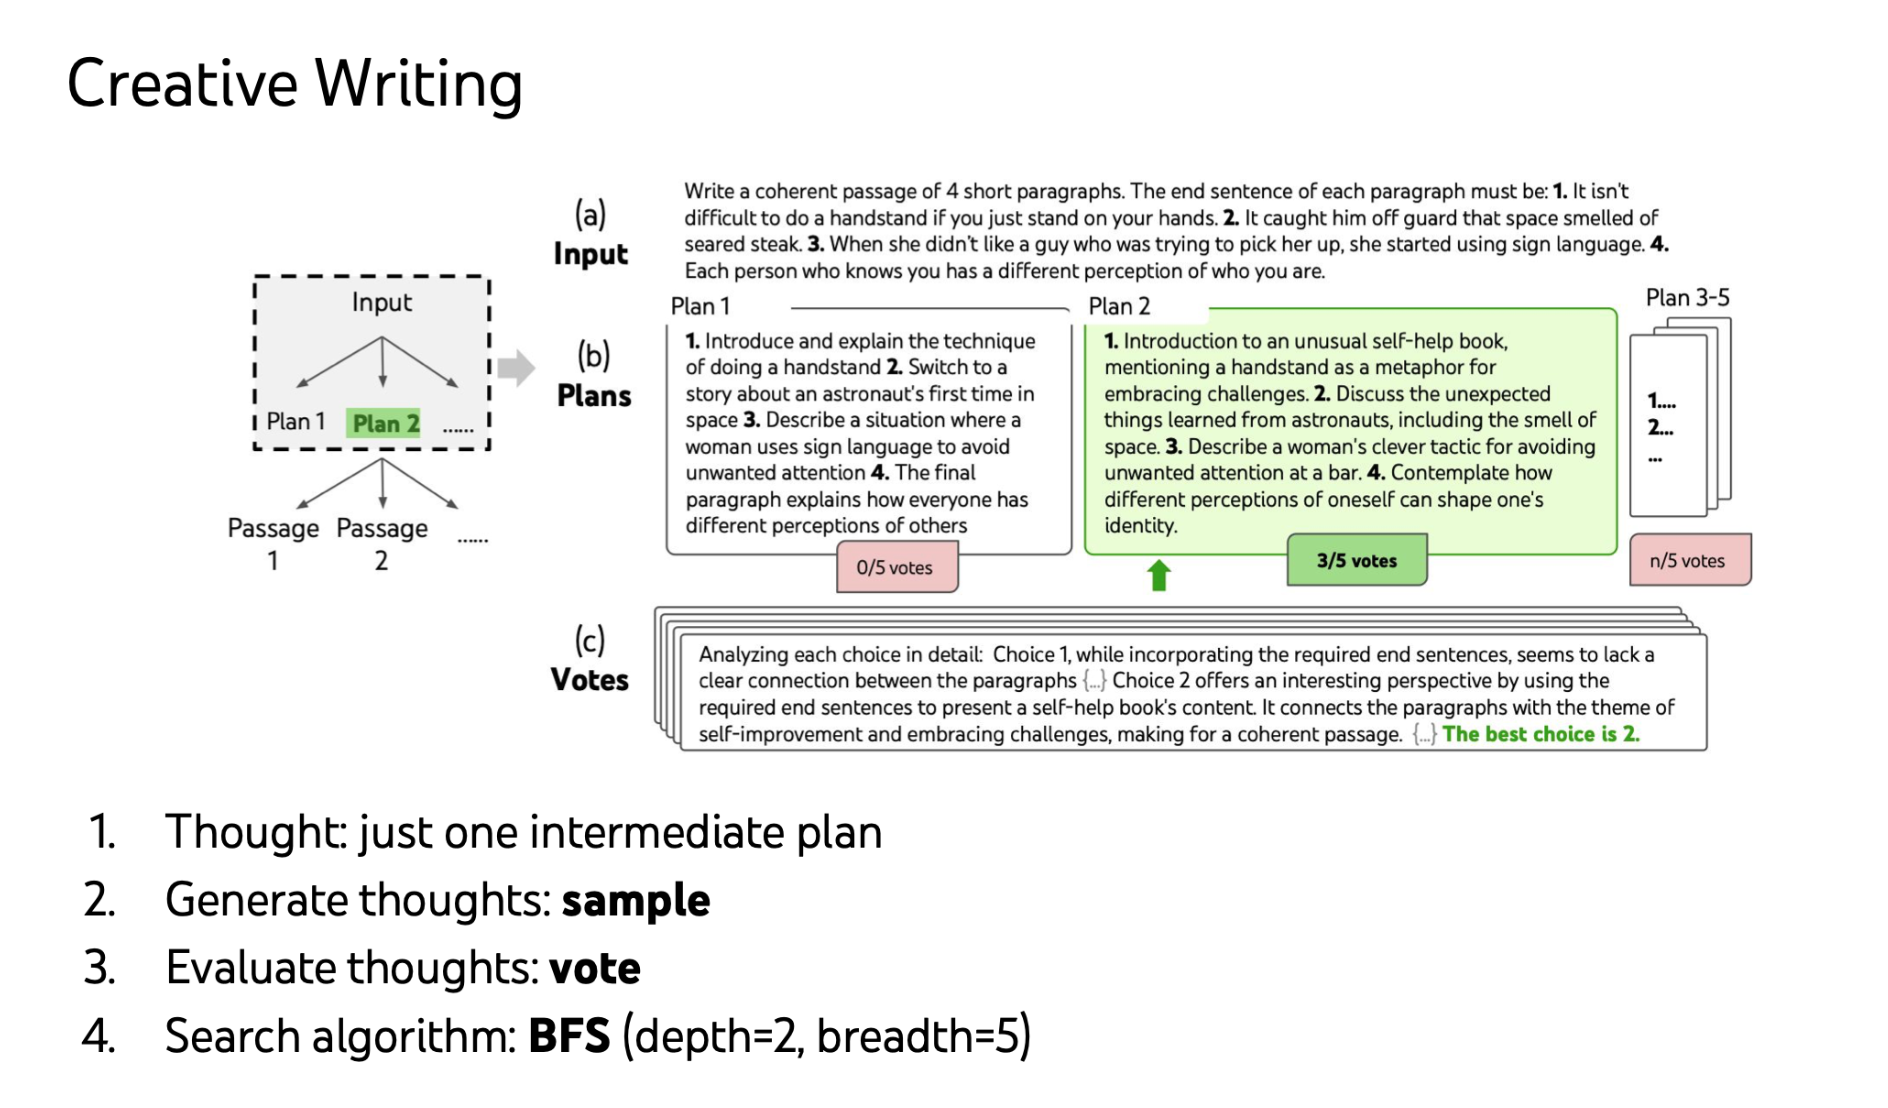 Creative Writing
(a)
Input
Write a coherent passage of 4 short paragraphs. The end sentence of each paragraph must be: 1. It isn't
difficult to do a handstand if you just stand on your hands. 2. It caught him off guard that space smelled of
seared steak. 3. When she didn't like a guy who was trying to pick her up, she started using sign language. 4.
Each person who knows you has a different perception of who you are.
Input
Plan 1
Plan 2
......
Passage
1
Passage
2
......
(b)
Plans
Plan 1
1. Introduce and explain the technique
of doing a handstand 2. Switch to a
story about an astronaut's first time in
space 3. Describe a situation where a
woman uses sign language to avoid
unwanted attention 4. The final
paragraph explains how everyone has
different perceptions of others
0/5 votes
Plan 2
1. Introduction to an unusual self-help book,
mentioning a handstand as a metaphor for
embracing challenges. 2. Discuss the unexpected
things learned from astronauts, including the smell of
space. 3. Describe a woman's clever tactic for avoiding
unwanted attention at a bar. 4. Contemplate how
different perceptions of oneself can shape one's
identity.
3/5 votes
Plan 3-5
1....
2...
...
n/5 votes
(c)
Votes
Analyzing each choice in detail: Choice 1, while incorporating the required end sentences, seems to lack a
clear connection between the paragraphs {...} Choice 2 offers an interesting perspective by using the
required end sentences to present a self-help book's content. It connects the paragraphs with the theme of
self-improvement and embracing challenges, making for a coherent passage. {...} The best choice is 2.
1. Thought: just one intermediate plan
2. Generate thoughts: sample
3. Evaluate thoughts: vote
4. Search algorithm: BFS (depth=2, breadth=5)